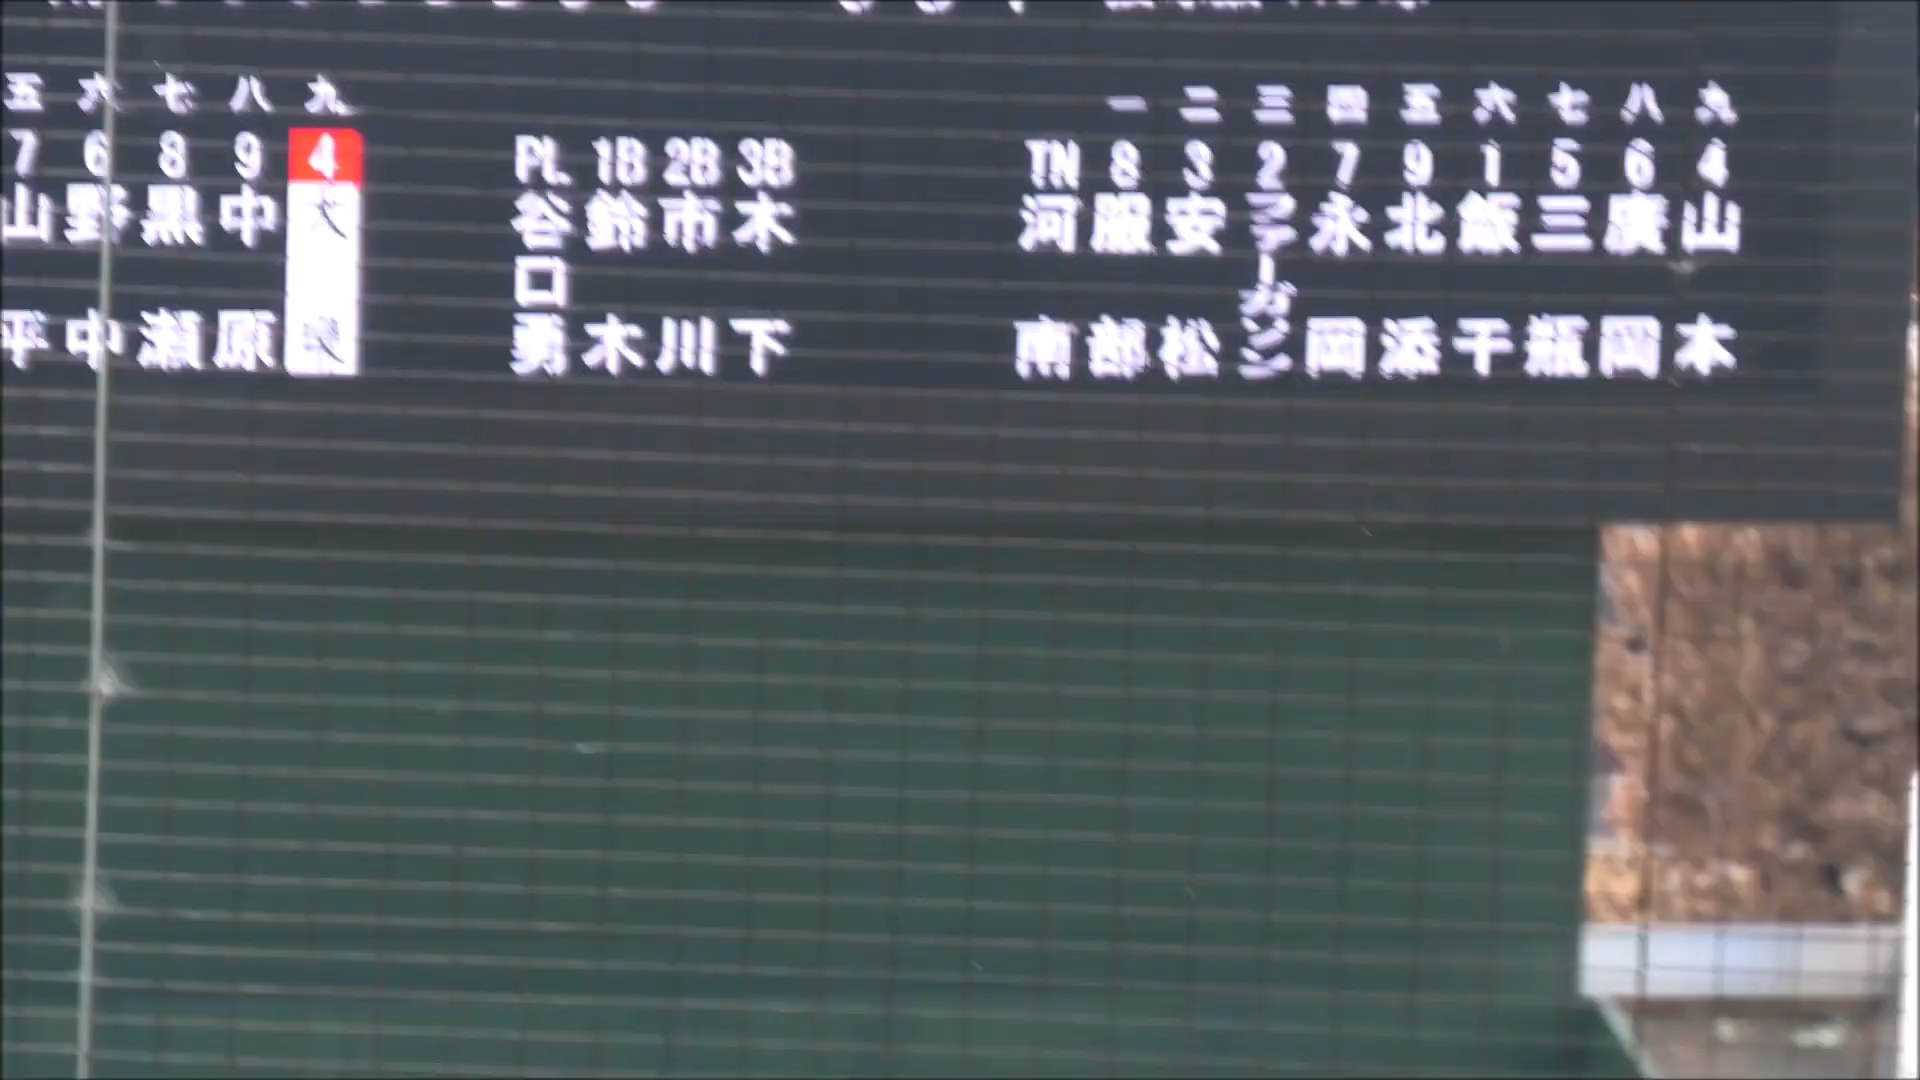 五 六 七 八 九
7 6 8 9 4
山平
野中
黒瀬
中原
PL 1B 2B 3B
谷口勇
鈴木
市川
木下
一 二 三 四 五 六 七 八 九
TN 8 3 2 7 9 1 5 6 4
河南
服部
安松
ファーガン
永岡
北添
飯干
三瓶
廣岡
山本